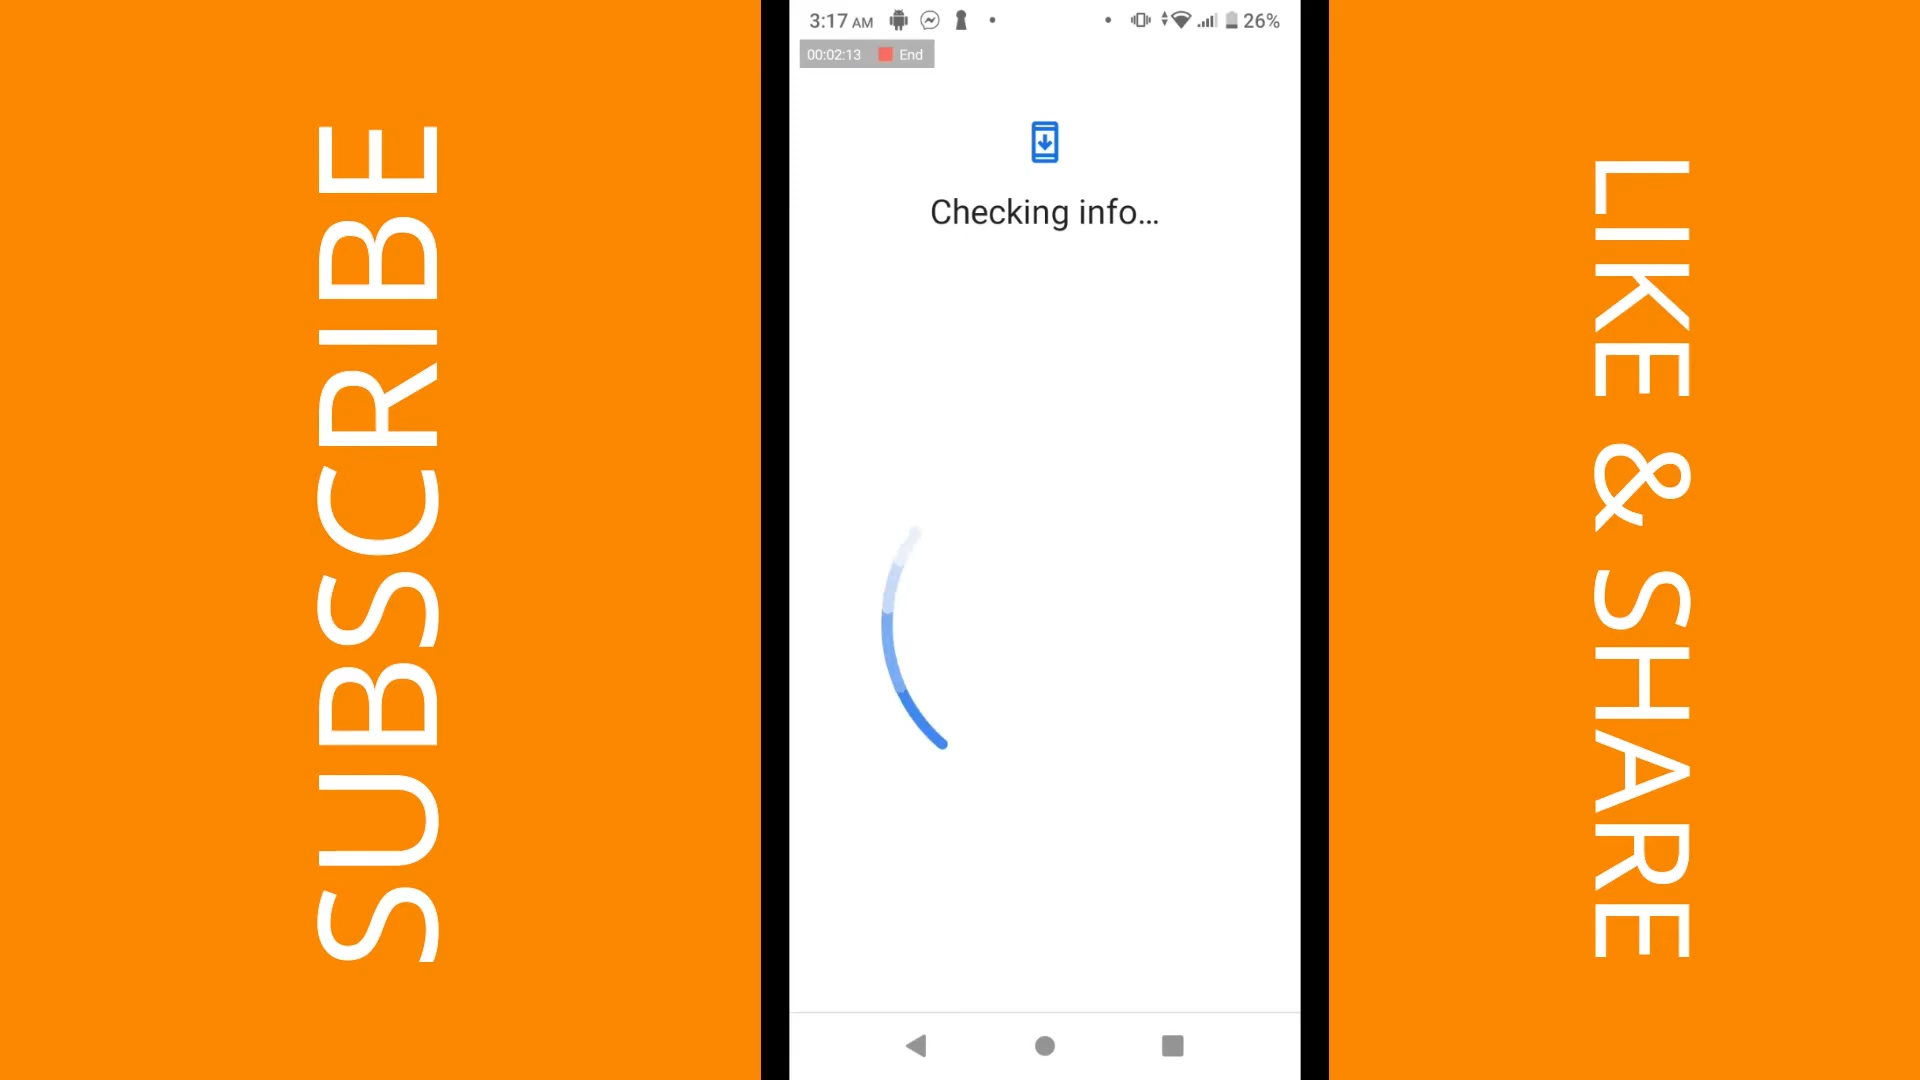 SUBSCRIBE
3:17 AM
26%
00:02:13 End
Checking info...
LIKE & SHARE